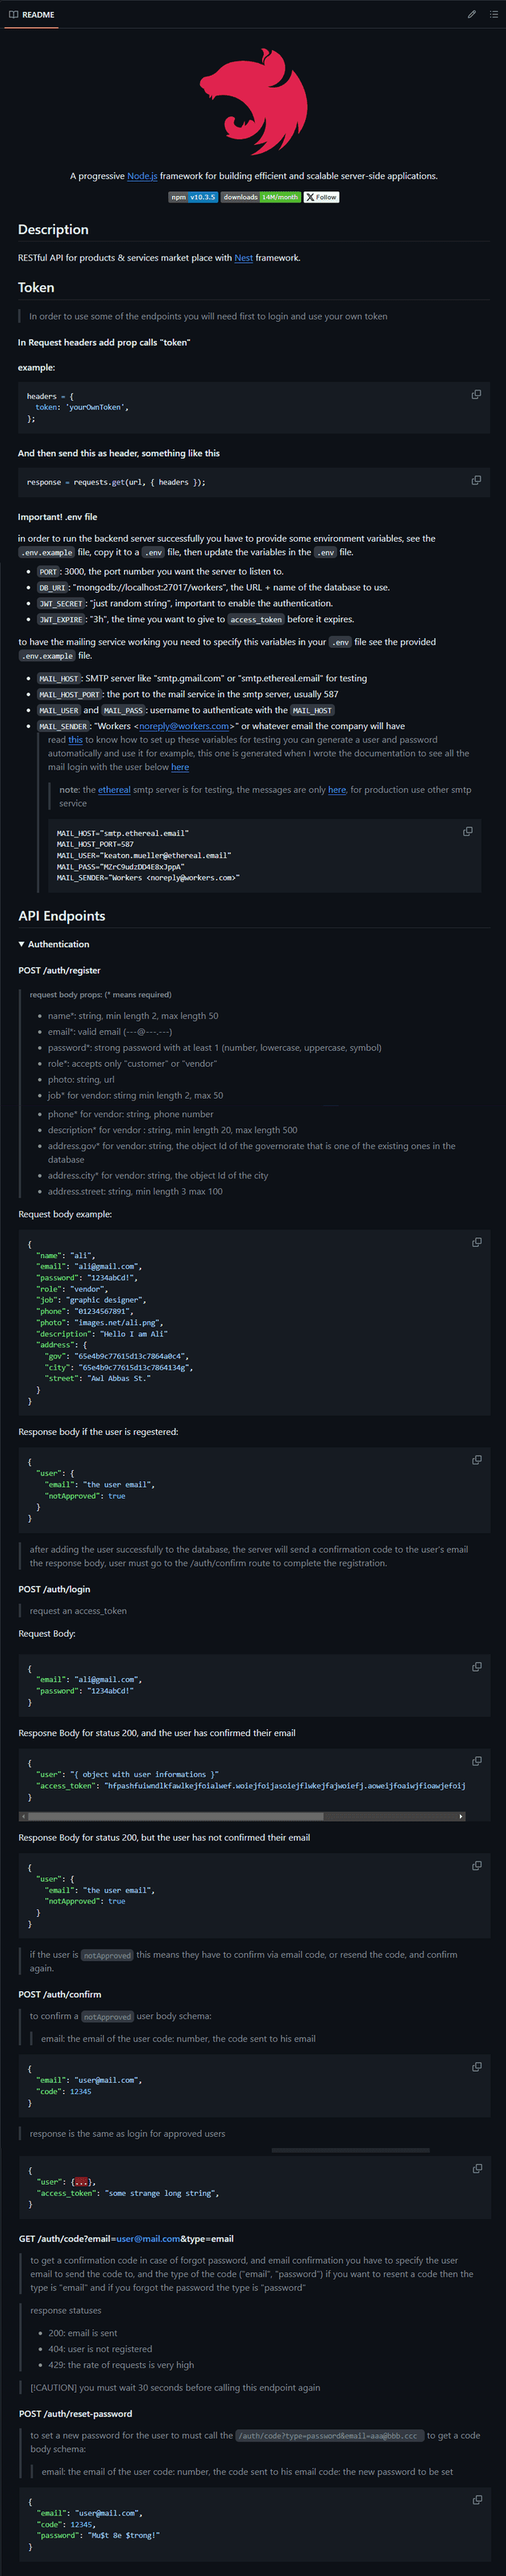 README
A progressive Node.js framework for building efficient and scalable server-side applications.
npm v10.3.5 downloads 14M/month X Follow
Description
RESTful API for products & services market place with Nest framework.
Token
In order to use some of the endpoints you will need first to login and use your own token
In Request headers add prop calls "token"
example:
headers = {
token: 'yourOwnToken',
};
And then send this as header, something like this
response = requests.get(url, { headers });
Important! .env file
in order to run the backend server successfully you have to provide some environment variables, see the
.env.example file, copy it to a .env file, then update the variables in the .env file.
• PORT: 3000, the port number you want the server to listen to.
• DB_URI: "mongodb://localhost:27017/workers", the URL + name of the database to use.
• JWT_SECRET: "just random string", important to enable the authentication.
• JWT_EXPIRE: "3h", the time you want to give to access_token before it expires.
to have the mailing service working you need to specify this variables in your .env file see the provided
.env.example file.
• MAIL_HOST: SMTP server like "smtp.gmail.com" or "smtp.ethereal.email" for testing
• MAIL_HOST_PORT: the port to the mail service in the smtp server, usually 587
• MAIL_USER and MAIL_PASS: username to authenticate with the MAIL_HOST
• MAIL_SENDER: "Workers <noreply@workers.com>" or whatever email the company will have
read this to know how to set up these variables for testing you can generate a user and password
automatically and use it for example, this one is generated when I wrote the documentation to see all the
mail login with the user below here
note: the ethereal smtp server is for testing, the messages are only here, for production use other smtp
service
MAIL_HOST="smtp.ethereal.email"
MAIL_HOST_PORT=587
MAIL_USER="keaton.mueller@ethereal.email"
MAIL_PASS="MZrC9udzDD4E8xJppA"
MAIL_SENDER="Workers <noreply@workers.com>"
API Endpoints
▼ Authentication
POST /auth/register
request body props: (* means required)
• name*: string, min length 2, max length 50
• email*: valid email (---@---.---)
• password*: strong password with at least 1 (number, lowercase, uppercase, symbol)
• role*: accepts only "customer" or "vendor"
• photo: string, url
• job* for vendor: stirng min length 2, max 50
• phone* for vendor: string, phone number
• description* for vendor : string, min length 20, max length 500
• address.gov* for vendor: string, the object Id of the governorate that is one of the existing ones in the
database
• address.city* for vendor: string, the object Id of the city
• address.street: string, min length 3 max 100
Request body example:
{
"name": "ali",
"email": "ali@gmail.com",
"password": "1234abCd!",
"role": "vendor",
"job": "graphic designer",
"phone": "01234567891",
"photo": "images.net/ali.png",
"description": "Hello I am Ali"
"address": {
"gov": "65e4b9c77615d13c7864a0c4",
"city": "65e4b9c77615d13c7864134g",
"street": "Awl Abbas St."
}
}
Response body if the user is regestered:
{
"user": {
"email": "the user email",
"notApproved": true
}
}
after adding the user successfully to the database, the server will send a confirmation code to the user's email
the response body, user must go to the /auth/confirm route to complete the registration.
POST /auth/login
request an access_token
Request Body:
{
"email": "ali@gmail.com",
"password": "1234abCd!"
}
Resposne Body for status 200, and the user has confirmed their email
{
"user": "{ object with user informations }"
"access_token": "hfpashfuiwndlkfawlkejfoialwef.woiejfoijasoiejflwkejfajwoiefj.aoweijfoaiwjfioawjefoij
}
Response Body for status 200, but the user has not confirmed their email
{
"user": {
"email": "the user email",
"notApproved": true
}
}
if the user is notApproved this means they have to confirm via email code, or resend the code, and confirm
again.
POST /auth/confirm
to confirm a notApproved user body schema:
email: the email of the user code: number, the code sent to his email
{
"email": "user@mail.com",
"code": 12345
}
response is the same as login for approved users
{
"user": {...},
"access_token": "some strange long string",
}
GET /auth/code?email=user@mail.com&type=email
to get a confirmation code in case of forgot password, and email confirmation you have to specify the user
email to send the code to, and the type of the code ("email", "password") if you want to resent a code then the
type is "email" and if you forgot the password the type is "password"
response statuses
• 200: email is sent
• 404: user is not registered
• 429: the rate of requests is very high
[!CAUTION] you must wait 30 seconds before calling this endpoint again
POST /auth/reset-password
to set a new password for the user to must call the /auth/code?type=password&email=aaa@bbb.ccc to get a code
body schema:
email: the email of the user code: number, the code sent to his email code: the new password to be set
{
"email": "user@mail.com",
"code": 12345,
"password": "Mu$t 8e $trong!"
}